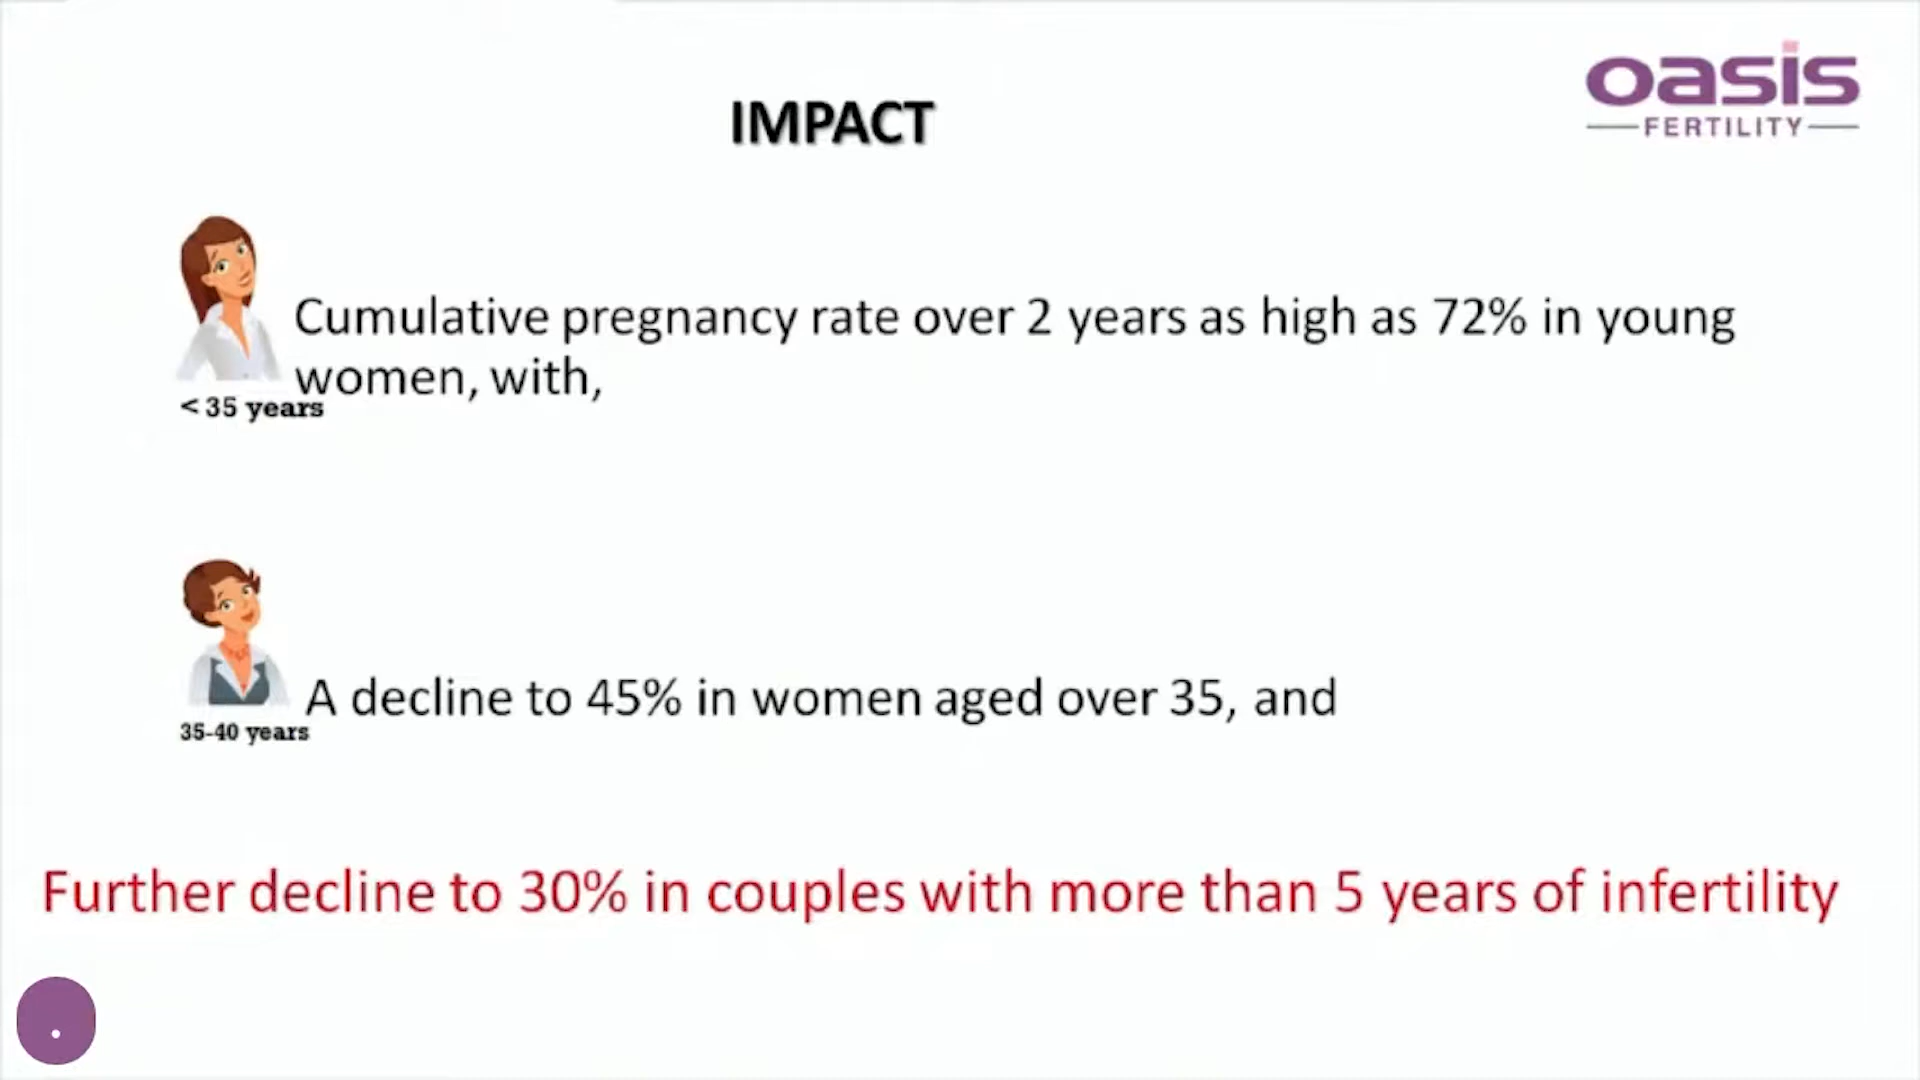 oasis
FERTILITY
IMPACT
Cumulative pregnancy rate over 2 years as high as 72% in young
women, with,
< 35 years
A decline to 45% in women aged over 35, and
35-40 years
Further decline to 30% in couples with more than 5 years of infertility
.